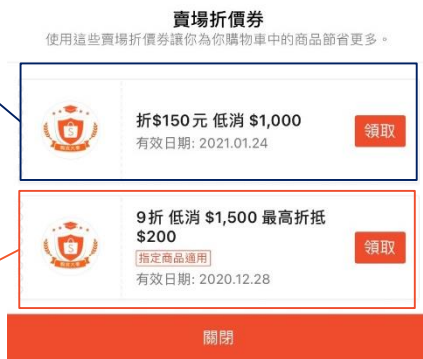 賣場折價券
使用這些賣場折價券讓你為你購物車中的商品節省更多。
折$150元 低消 $1,000
有效日期: 2021.01.24
領取
9折 低消 $1,500 最高折抵
$200
指定商品適用
有效日期: 2020.12.28
領取
關閉